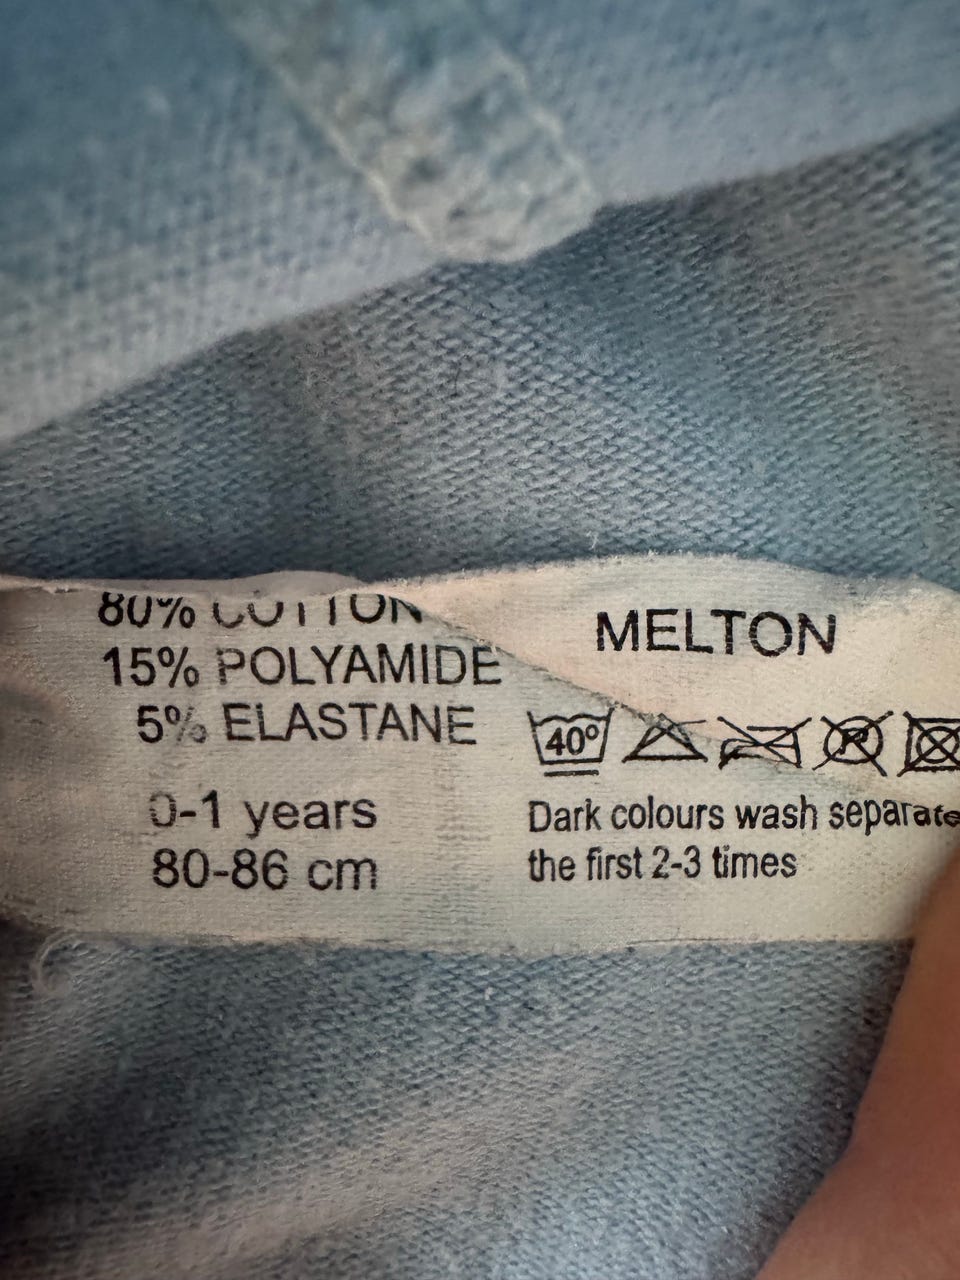 80% COTTON
15% POLYAMIDE
5% ELASTANE
0-1 years
80-86 cm
MELTON
40°
Dark colours wash separate
the first 2-3 times